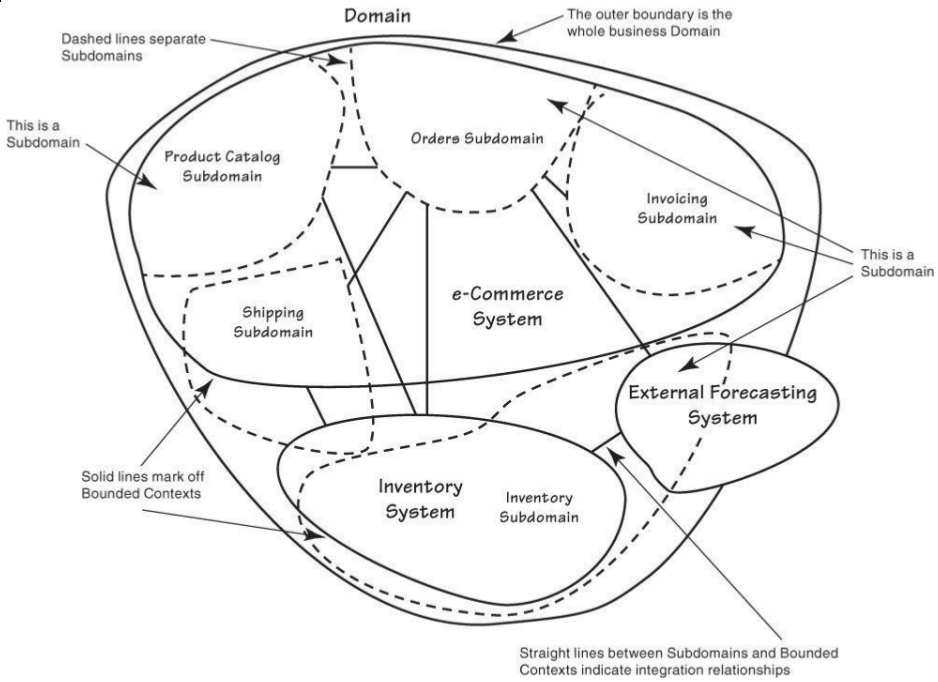 Domain
The outer boundary is the
whole business Domain
Dashed lines separate
Subdomains
This is a
Subdomain
Product Catalog
Subdomain
Orders Subdomain
Invoicing
Subdomain
This is a
Subdomain
e-Commerce
System
Shipping
Subdomain
External Forecasting
System
Solid lines mark off
Bounded Contexts
Inventory
System
Inventory
Subdomain
Straight lines between Subdomains and Bounded
Contexts indicate integration relationships